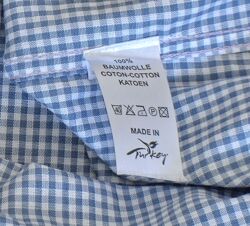 100%
BAUMWOLLE
COTON-COTTON
KATOEN
MADE IN
Turkey